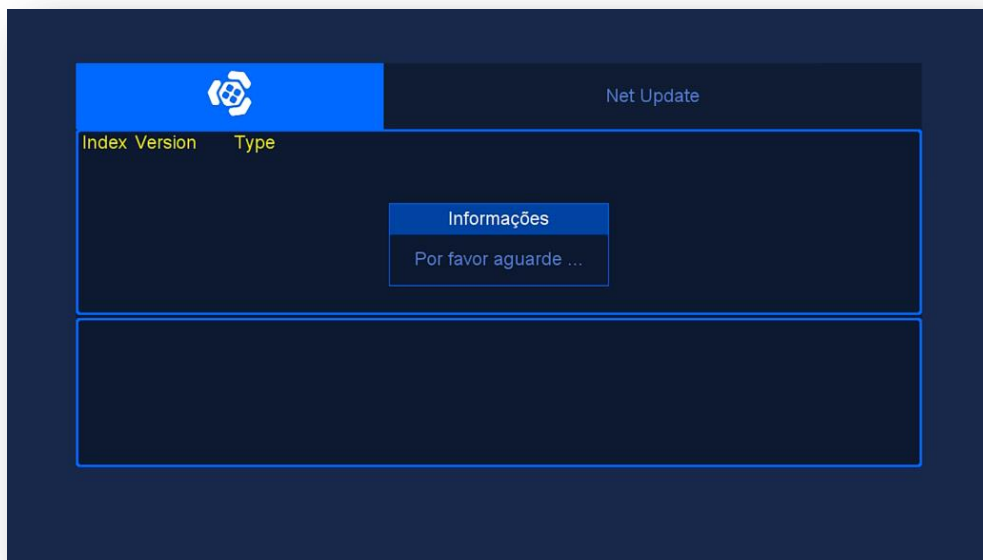 Net Update
Index Version Type
Informações
Por favor aguarde ...